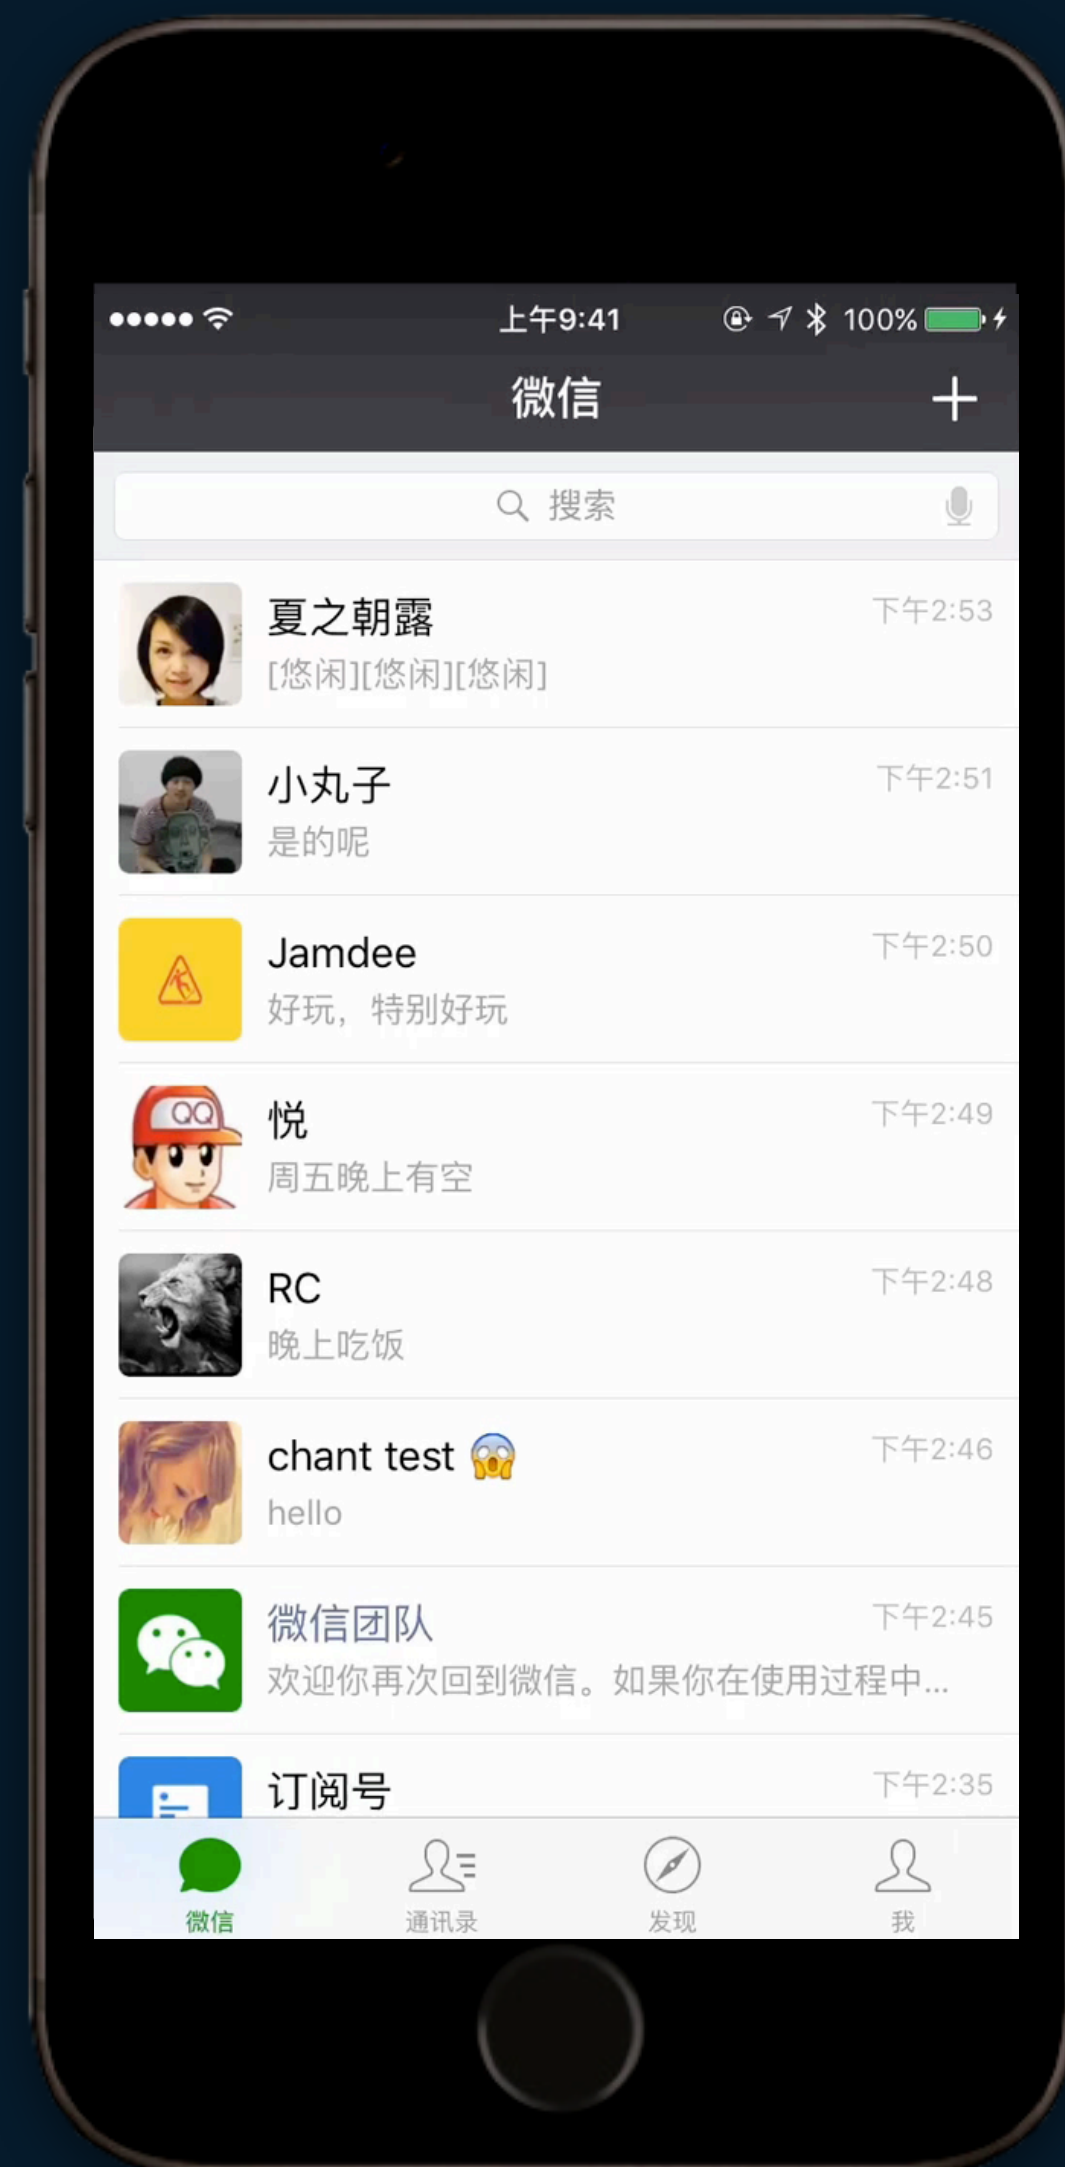 上午9:41
100%
微信
搜索
夏之朝露
下午2:53
[悠闲][悠闲][悠闲]
小丸子
下午2:51
是的呢
Jamdee
下午2:50
好玩，特别好玩
QQ
悦
下午2:49
周五晚上有空
RC
下午2:48
晚上吃饭
chant test 😱
下午2:46
hello
微信团队
下午2:45
欢迎你再次回到微信。如果你在使用过程中...
订阅号
下午2:35
微信
通讯录
发现
我